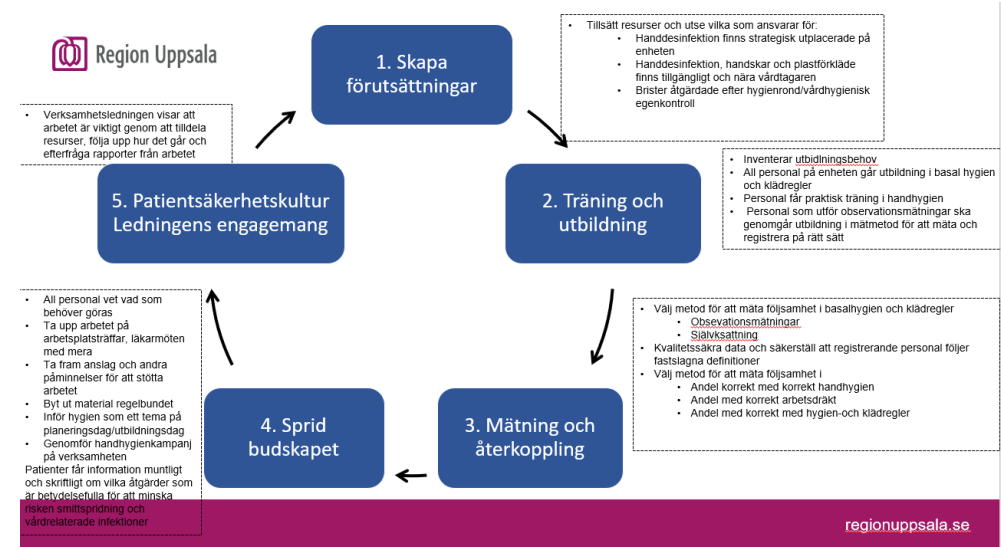 Region Uppsala
1. Skapa
förutsättningar
• Tillsätt resurser och utse vilka som ansvarar för:
• Handdesinfektion finns strategisk utplacerade på
enheten
• Handdesinfektion, handskar och plastförkläde
finns tillgängligt och nära vårdtagaren
• Brister åtgärdade efter hygienrond/vårdhygienisk
egenkontroll
2. Träning och
utbildning
• Inventerar utbidlningsbehov
• All personal på enheten går utbildning i basal hygien
och klädregler
• Personal får praktisk träning i handhygien
• Personal som utför observationsmätningar ska
genomgår utbildning i mätmetod för att mäta och
registrera på rätt sätt
3. Mätning och
återkoppling
• Välj metod för att mäta följsamhet i basalhygien och klädregler
• Obsevationsmätningar
• Självksattning
• Kvalitetssäkra data och säkerställ att registrerande personal följer
fastslagna definitioner
• Välj metod för att mäta följsamhet i
• Andel korrekt med korrekt handhygien
• Andel med korrekt arbetsdräkt
• Andel med korrekt med hygien-och klädregler
4. Sprid
budskapet
• All personal vet vad som
behöver göras
• Ta upp arbetet på
arbetsplatsträffar, läkarmöten
med mera
• Ta fram anslag och andra
påminnelser för att stötta
arbetet
• Byt ut material regelbundet
• Inför hygien som ett tema på
planeringsdag/utbildningsdag
• Genomför handhygienkampanj
på verksamheten
Patienter får information muntligt
och skriftligt om vilka åtgärder som
är betydelsefulla för att minska
risken smittspridning och
vårdrelaterade infektioner
5. Patientsäkerhetskultur
Ledningens engagemang
• Verksamhetsledningen visar att
arbetet är viktigt genom att tilldela
resurser, följa upp hur det går och
efterfråga rapporter från arbetet
regionuppsala.se